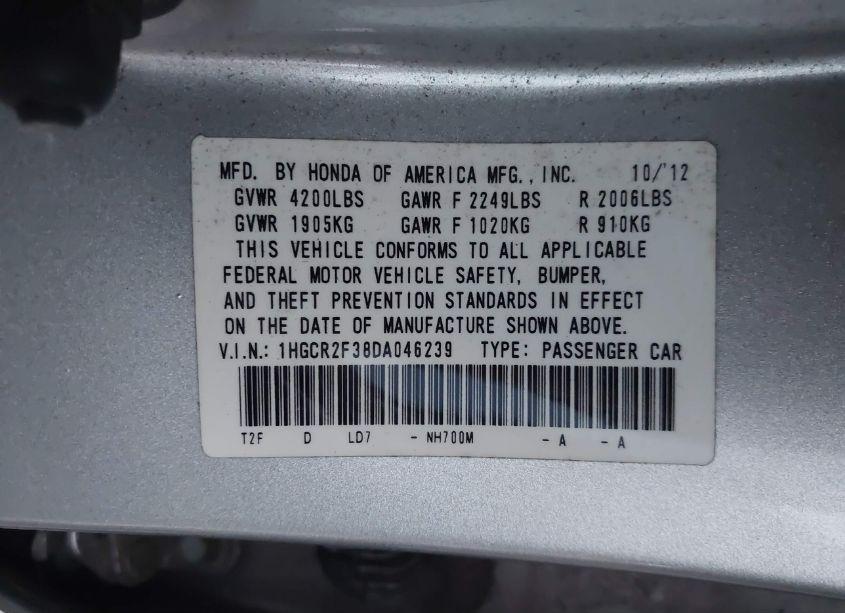 MFD. BY HONDA OF AMERICA MFG., INC. 10/'12
GVWR 4200LBS GAWR F 2249LBS R 2006LBS
GVWR 1905KG GAWR F 1020KG R 910KG
THIS VEHICLE CONFORMS TO ALL APPLICABLE
FEDERAL MOTOR VEHICLE SAFETY, BUMPER,
AND THEFT PREVENTION STANDARDS IN EFFECT
ON THE DATE OF MANUFACTURE SHOWN ABOVE.
V.I.N.: 1HGCR2F38DA046239 TYPE: PASSENGER CAR
T2F D LD7 - NH700M - A - A